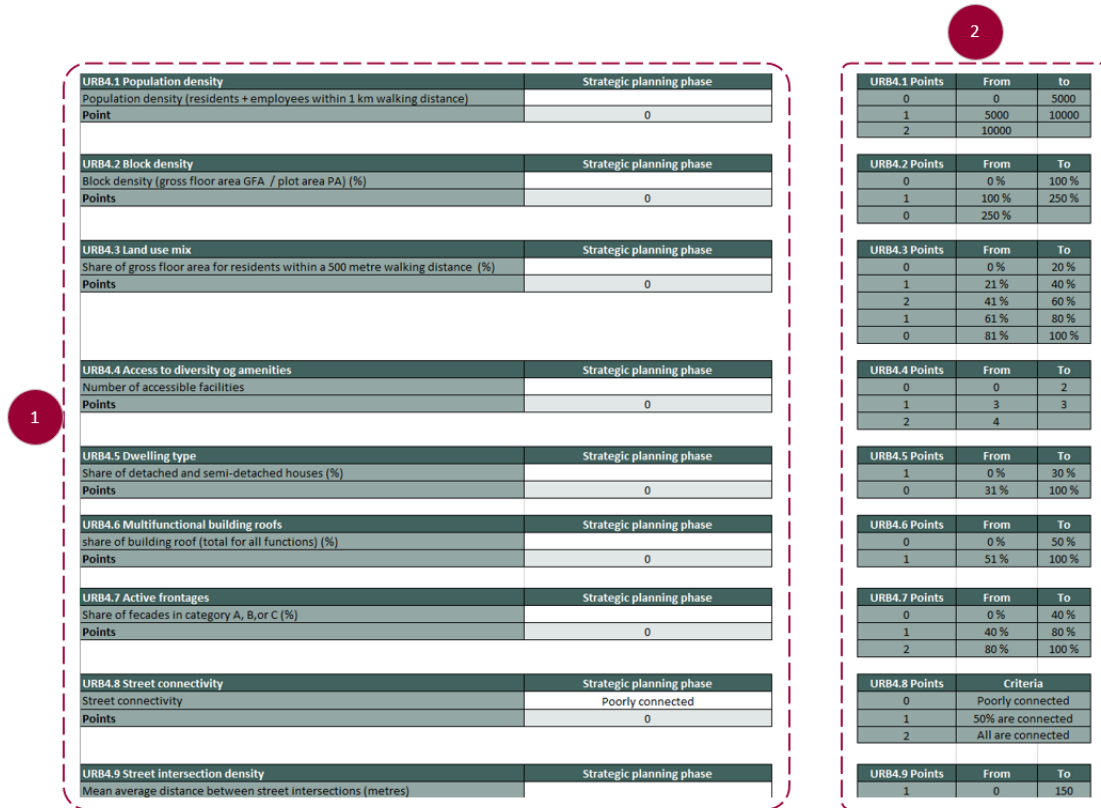 2
URB4.1 Population density Strategic planning phase
Population density (residents + employees within 1 km walking distance)
Point 0
URB4.1 Points From to
0 0 5000
1 5000 10000
2 10000
URB4.2 Block density Strategic planning phase
Block density (gross floor area GFA / plot area PA) (%)
Points 0
URB4.2 Points From To
0 0 % 100 %
1 100 % 250 %
0 250 %
URB4.3 Land use mix Strategic planning phase
Share of gross floor area for residents within a 500 metre walking distance (%)
Points 0
URB4.3 Points From To
0 0 % 20 %
1 21 % 40 %
2 41 % 60 %
1 61 % 80 %
0 81 % 100 %
1
URB4.4 Access to diversity og amenities Strategic planning phase
Number of accessible facilities
Points 0
URB4.4 Points From To
0 0 2
1 3 3
2 4
URB4.5 Dwelling type Strategic planning phase
Share of detached and semi-detached houses (%)
Points 0
URB4.5 Points From To
1 0 % 30 %
0 31 % 100 %
URB4.6 Multifunctional building roofs Strategic planning phase
share of building roof (total for all functions) (%)
Points 0
URB4.6 Points From To
0 0 % 50 %
1 51 % 100 %
URB4.7 Active frontages Strategic planning phase
Share of fecades in category A, B,or C (%)
Points 0
URB4.7 Points From To
0 0 % 40 %
1 40 % 80 %
2 80 % 100 %
URB4.8 Street connectivity Strategic planning phase
Street connectivity Poorly connected
Points 0
URB4.8 Points Criteria
0 Poorly connected
1 50% are connected
2 All are connected
URB4.9 Street intersection density Strategic planning phase
Mean average distance between street intersections (metres)
URB4.9 Points From To
1 0 150